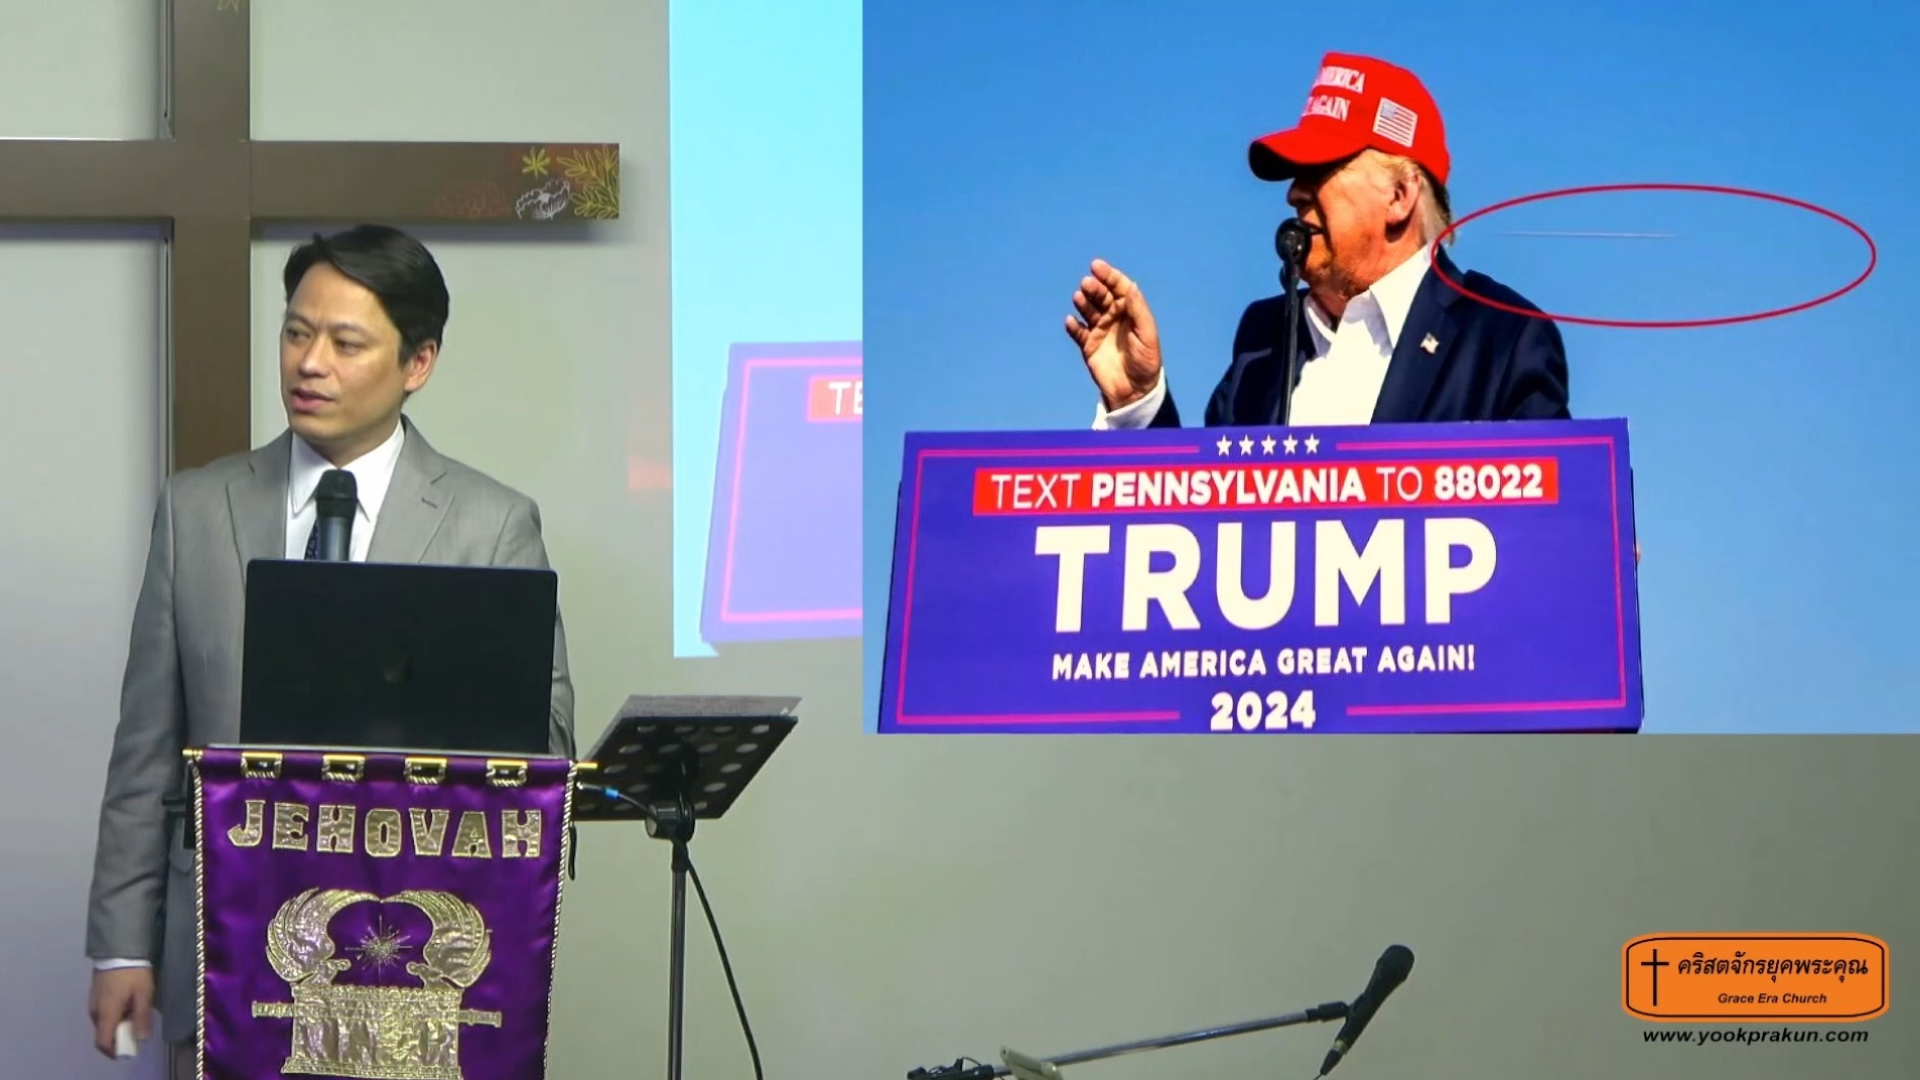 TE
AMERICA
AGAIN
TEXT PENNSYLVANIA TO 88022
TRUMP
MAKE AMERICA GREAT AGAIN!
2024
JEHOVAH
คริสตจักรยุคพระคุณ
Grace Era Church
www.yookprakun.com